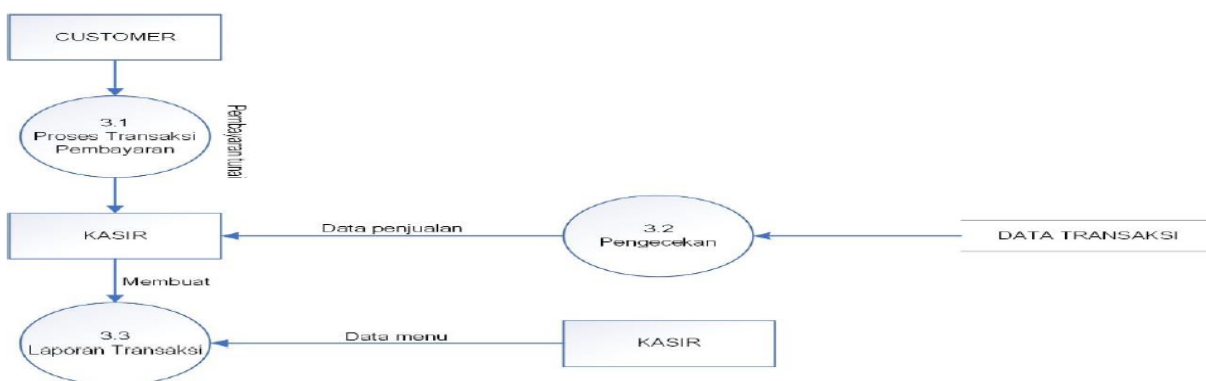 CUSTOMER
3.1
Proses Transaksi
Pembayaran
Pembayaran tunai
KASIR
Data penjualan
3.2
Pengecekan
DATA TRANSAKSI
Membuat
3.3
Laporan Transaksi
Data menu
KASIR